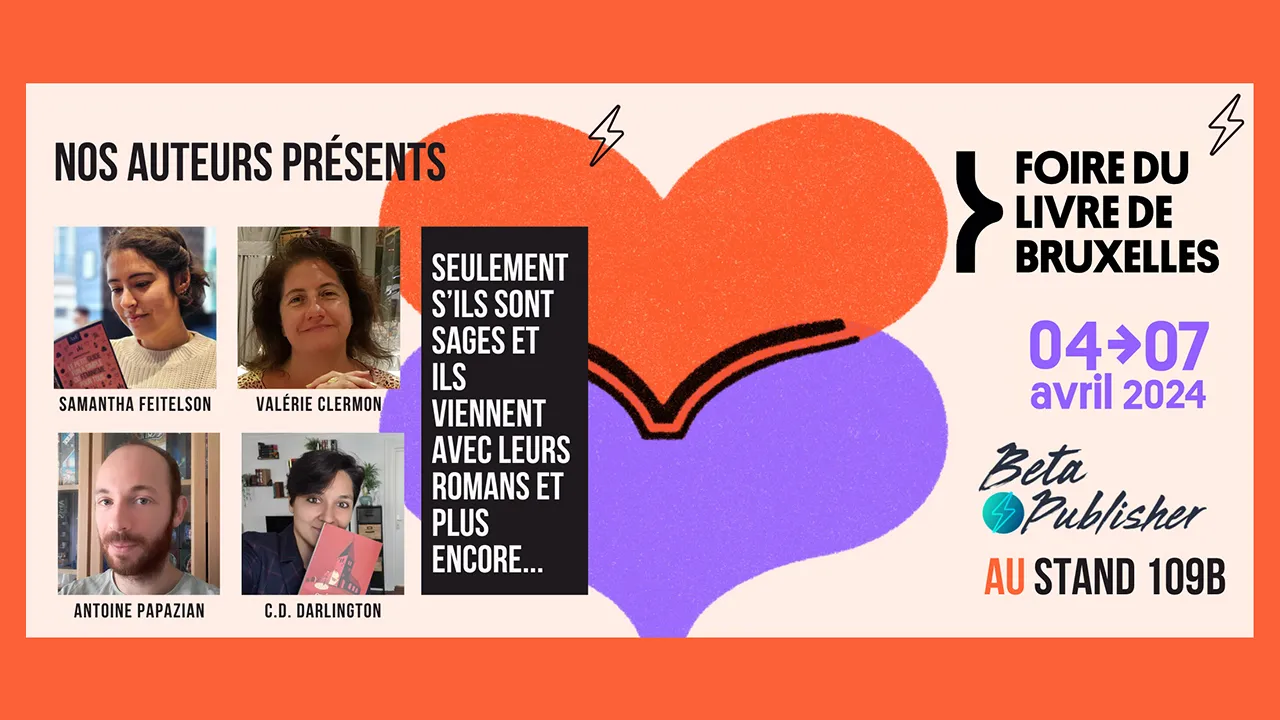 NOS AUTEURS PRÉSENTS
SAMANTHA FEITELSON
VALÉRIE CLERMON
ANTOINE PAPAZIAN
C.D. DARLINGTON
SEULEMENT
S'ILS SONT
SAGES ET
ILS
VIENNENT
AVEC LEURS
ROMANS ET
PLUS
ENCORE...
FOIRE DU
LIVRE DE
BRUXELLES
04→07
avril 2024
Beta
Publisher
AU STAND 109B